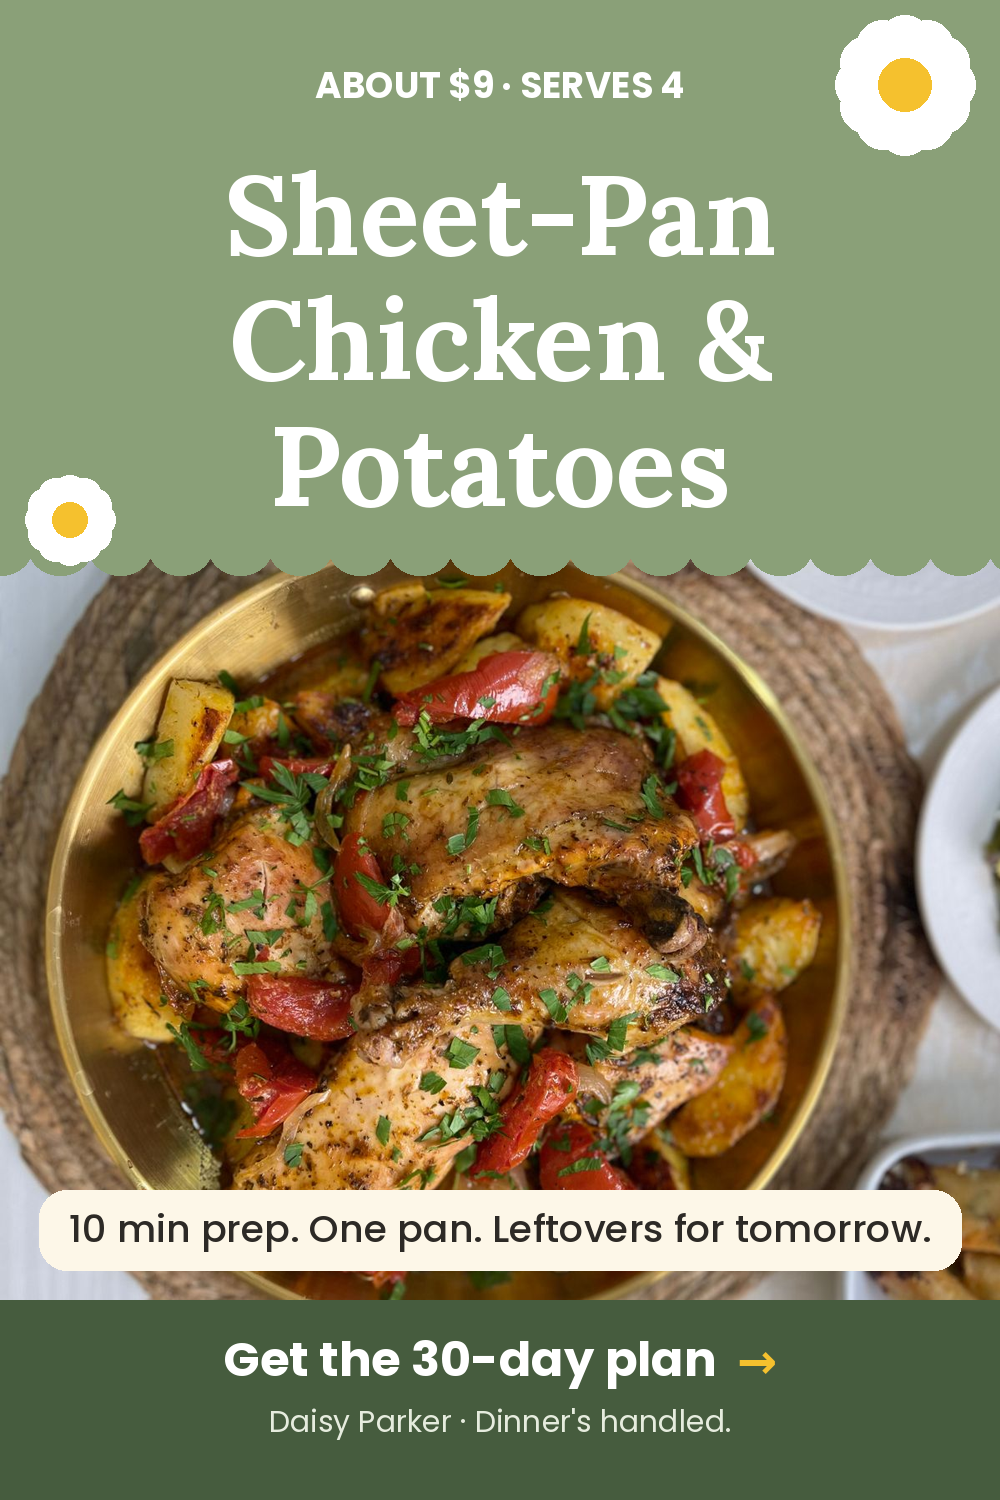 ABOUT $9 · SERVES 4
Sheet-Pan
Chicken &
Potatoes
10 min prep. One pan. Leftovers for tomorrow.
Get the 30-day plan →
Daisy Parker · Dinner's handled.